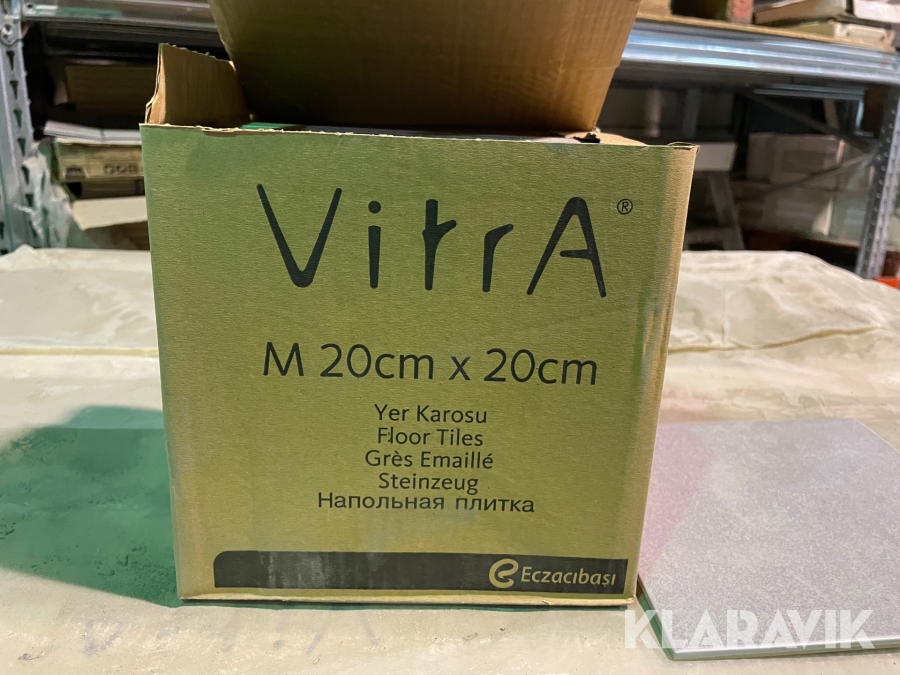 VitrA®
M 20cm x 20cm
Yer Karosu
Floor Tiles
Grès Emaillé
Steinzeug
Напольная плитка
Eczacıbaşı
KLARAVIK